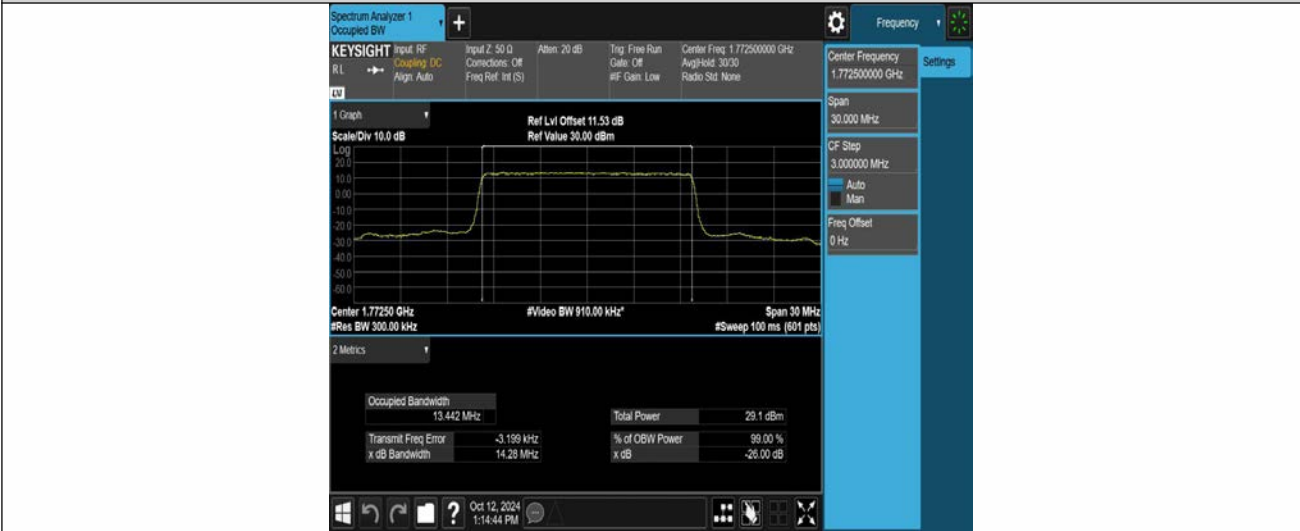 Spectrum Analyzer 1
Occupied BW
+
Frequency
KEYSIGHT
RL
Input: RF
Coupling: DC
Align: Auto
Input Z: 50 Ω
Corrections: Off
Freq Ref: Int (S)
Atten: 20 dB
Trig: Free Run
Gate: Off
#IF Gain: Low
Center Freq: 1.772500000 GHz
Avg|Hold: 30/30
Radio Std: None
Center Frequency
1.772500000 GHz
Settings
Span
30.000 MHz
CF Step
3.000000 MHz
Auto
Man
Freq Offset
0 Hz
1 Graph
Scale/Div 10.0 dB
Ref Lvl Offset 11.53 dB
Ref Value 30.00 dBm
Log
20.0
10.0
0.00
-10.0
-20.0
-30.0
-40.0
-50.0
-60.0
Center 1.77250 GHz
#Res BW 300.00 kHz
#Video BW 910.00 kHz*
Span 30 MHz
#Sweep 100 ms (601 pts)
2 Metrics
Occupied Bandwidth
13.442 MHz
Transmit Freq Error -3.199 kHz
x dB Bandwidth 14.28 MHz
Total Power 29.1 dBm
% of OBW Power 99.00 %
x dB -26.00 dB
?
Oct 12, 2024
1:14:44 PM